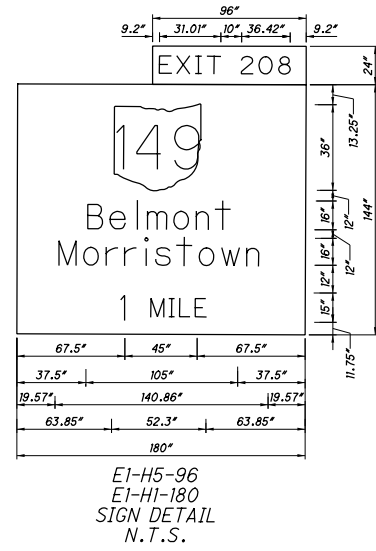 96"
9.2" 31.01" 10" 36.42" 9.2"
EXIT 208
24"
149
Belmont
Morristown
1 MILE
13.25"
36"
12"
16"
12"
16"
12"
15"
11.75"
144"
67.5" 45" 67.5"
37.5" 105" 37.5"
19.57" 140.86" 19.57"
63.85" 52.3" 63.85"
180"
E1-H5-96
E1-H1-180
SIGN DETAIL
N.T.S.